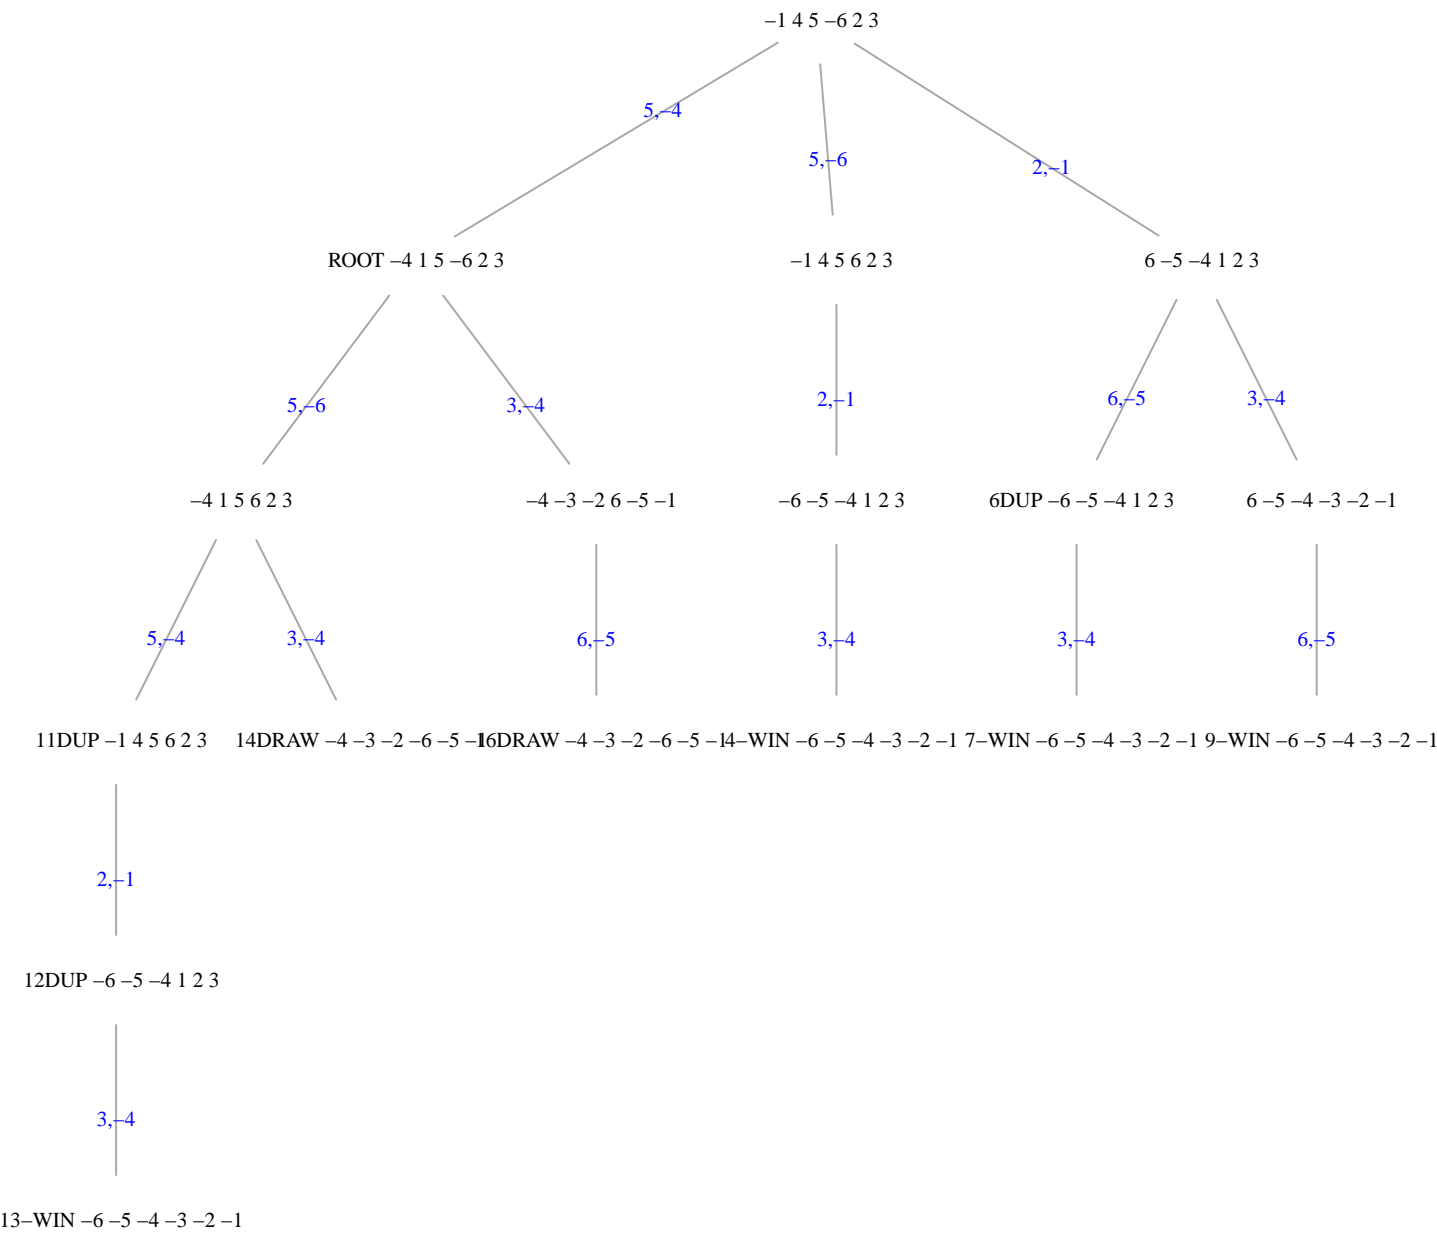 –1 4 5 –6 2 3
5,–4
5,–6
2,–1
ROOT –4 1 5 –6 2 3
–1 4 5 6 2 3
6 –5 –4 1 2 3
5,–6
3,–4
2,–1
6,–5
3,–4
–4 1 5 6 2 3
–4 –3 –2 6 –5 –1
–6 –5 –4 1 2 3
6DUP –6 –5 –4 1 2 3
6 –5 –4 –3 –2 –1
5,–4
3,–4
6,–5
3,–4
3,–4
6,–5
11DUP –1 4 5 6 2 3
14DRAW –4 –3 –2 –6 –5 –1
16DRAW –4 –3 –2 –6 –5 –1
4–WIN –6 –5 –4 –3 –2 –1
7–WIN –6 –5 –4 –3 –2 –1
9–WIN –6 –5 –4 –3 –2 –1
2,–1
12DUP –6 –5 –4 1 2 3
3,–4
13–WIN –6 –5 –4 –3 –2 –1